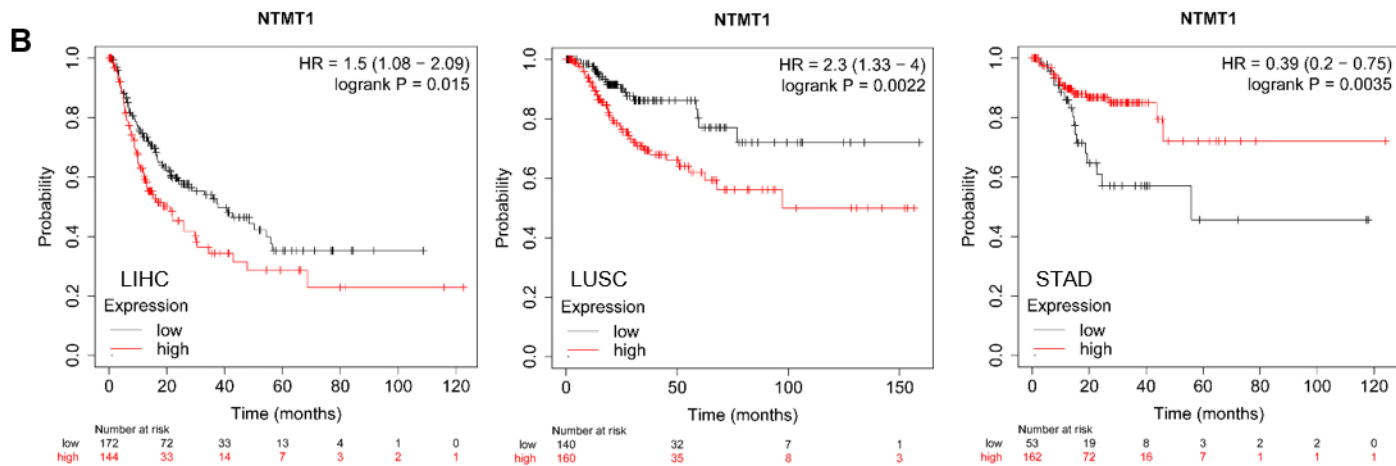 B
NTMT1
HR = 1.5 (1.08 − 2.09)
logrank P = 0.015
Probability
1.0
0.8
0.6
0.4
0.2
0.0
LIHC
Expression
low
high
0 20 40 60 80 100 120
Time (months)
Number at risk
low 172 72 33 13 4 1 0
high 144 33 14 7 3 2 1
NTMT1
HR = 2.3 (1.33 − 4)
logrank P = 0.0022
Probability
1.0
0.8
0.6
0.4
0.2
0.0
LUSC
Expression
low
high
0 50 100 150
Time (months)
Number at risk
low 140 32 7 1
high 160 35 8 3
NTMT1
HR = 0.39 (0.2 − 0.75)
logrank P = 0.0035
Probability
1.0
0.8
0.6
0.4
0.2
0.0
STAD
Expression
low
high
0 20 40 60 80 100 120
Time (months)
Number at risk
low 53 19 8 3 2 2 0
high 162 72 16 7 1 1 1